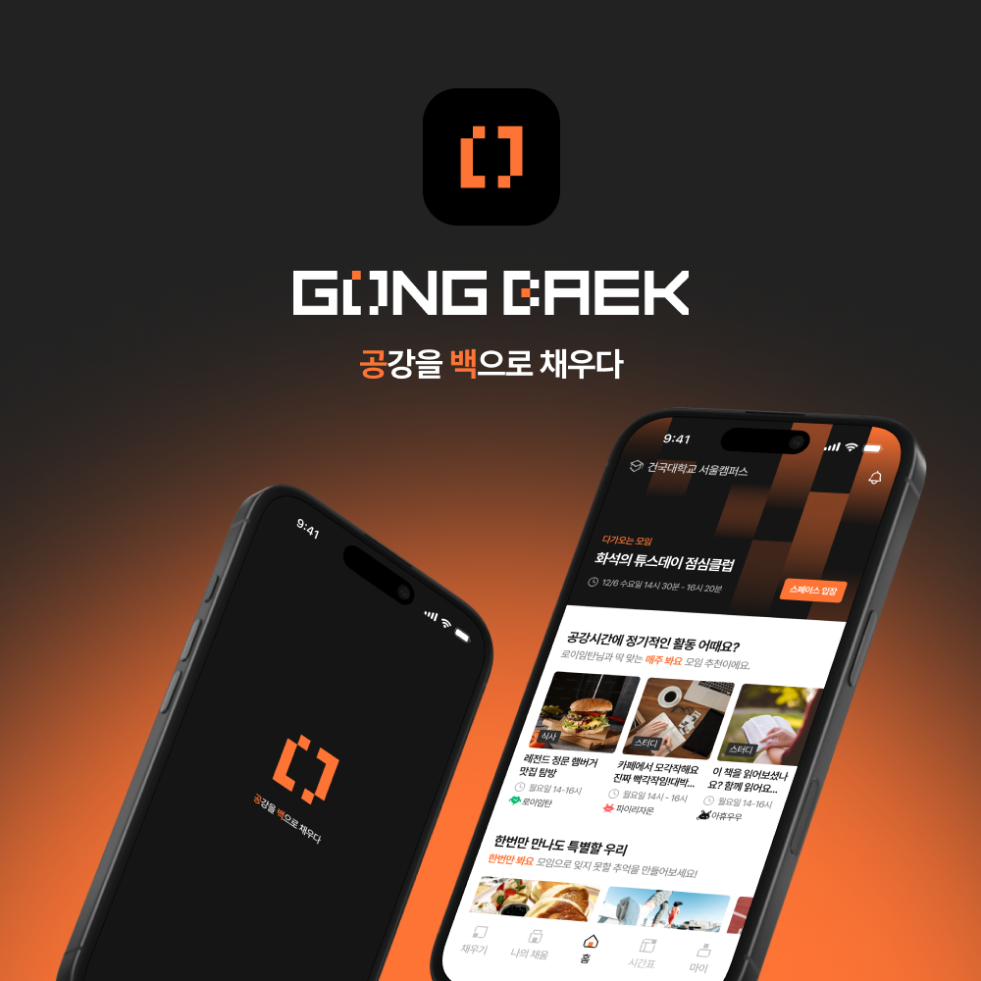 GONG BAEK
공강을 백으로 채우다
9:41
공강을 백으로 채우다
9:41
건국대학교 서울캠퍼스
다가오는 모임
화석의 튜스데이 점심클럽
12/6 수요일 14시 30분 - 16시 20분
스페이스 입장
공강시간에 정기적인 활동 어때요?
로이임탄님과 딱 맞는 매주 봐요 모임 추천이에요.
식사
레전드 정문 햄버거
맛집 탐방
월요일 14-16시
로이임탄
스터디
카페에서 모각작해요
진짜 빡각작임!대박...
월요일 14시 - 16시
파이리자몬
스터디
이 책을 읽어보셨나
요? 함께 읽어요...
월요일 14-16시
아휴우우
한번만 만나도 특별할 우리
한번만 봐요 모임으로 잊지 못할 추억을 만들어보세요!
채우기
나의 채움
홈
시간표
마이